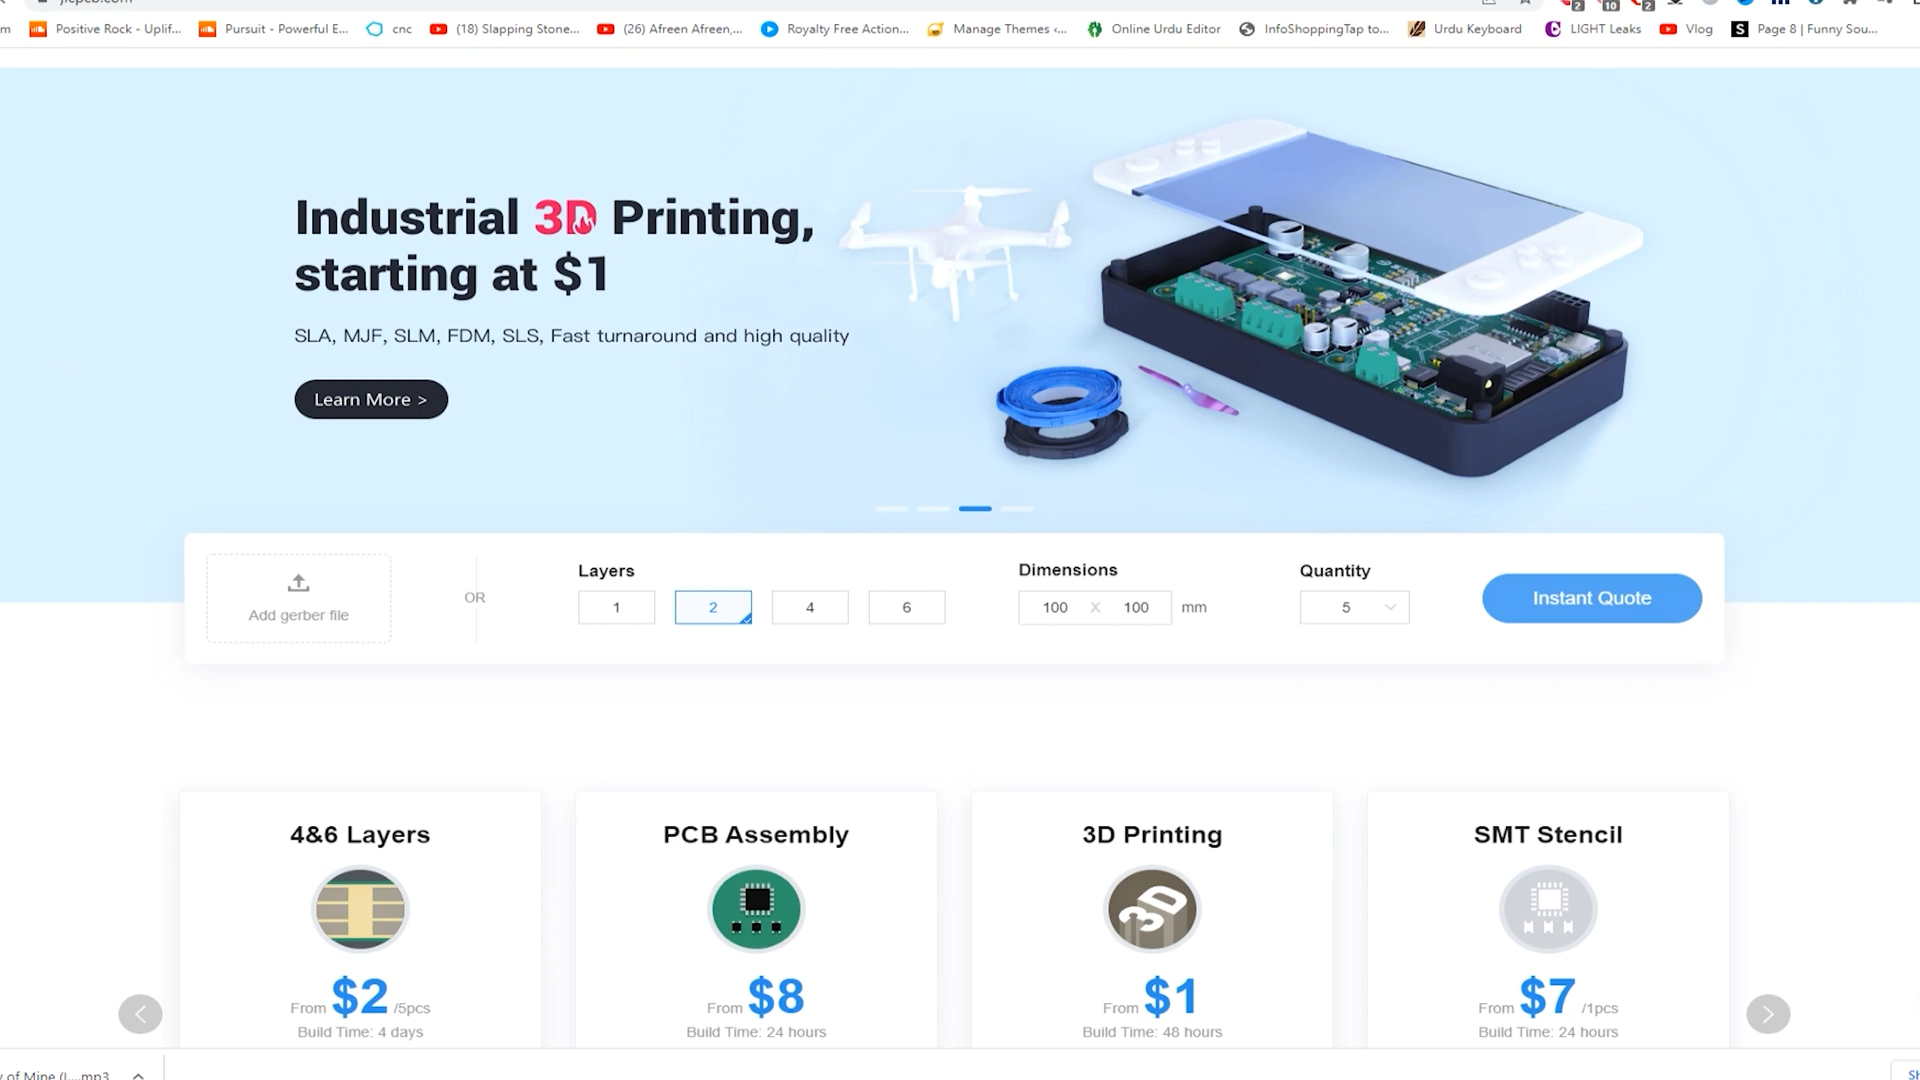 Positive Rock - Uplif...
Pursuit - Powerful E...
cnc
(18) Slapping Stone...
(26) Afreen Afreen,...
Royalty Free Action...
Manage Themes ‹...
Online Urdu Editor
InfoShoppingTap to...
Urdu Keyboard
LIGHT Leaks
Vlog
Page 8 | Funny Sou...
Industrial 3D Printing,
starting at $1
SLA, MJF, SLM, FDM, SLS, Fast turnaround and high quality
Learn More >
Add gerber file
OR
Layers
1
2
4
6
Dimensions
100 X 100 mm
Quantity
5
Instant Quote
4&6 Layers
From $2 /5pcs
Build Time: 4 days
PCB Assembly
From $8
Build Time: 24 hours
3D Printing
3D
From $1
Build Time: 48 hours
SMT Stencil
From $7 /1pcs
Build Time: 24 hours
of Mine (I....mp3